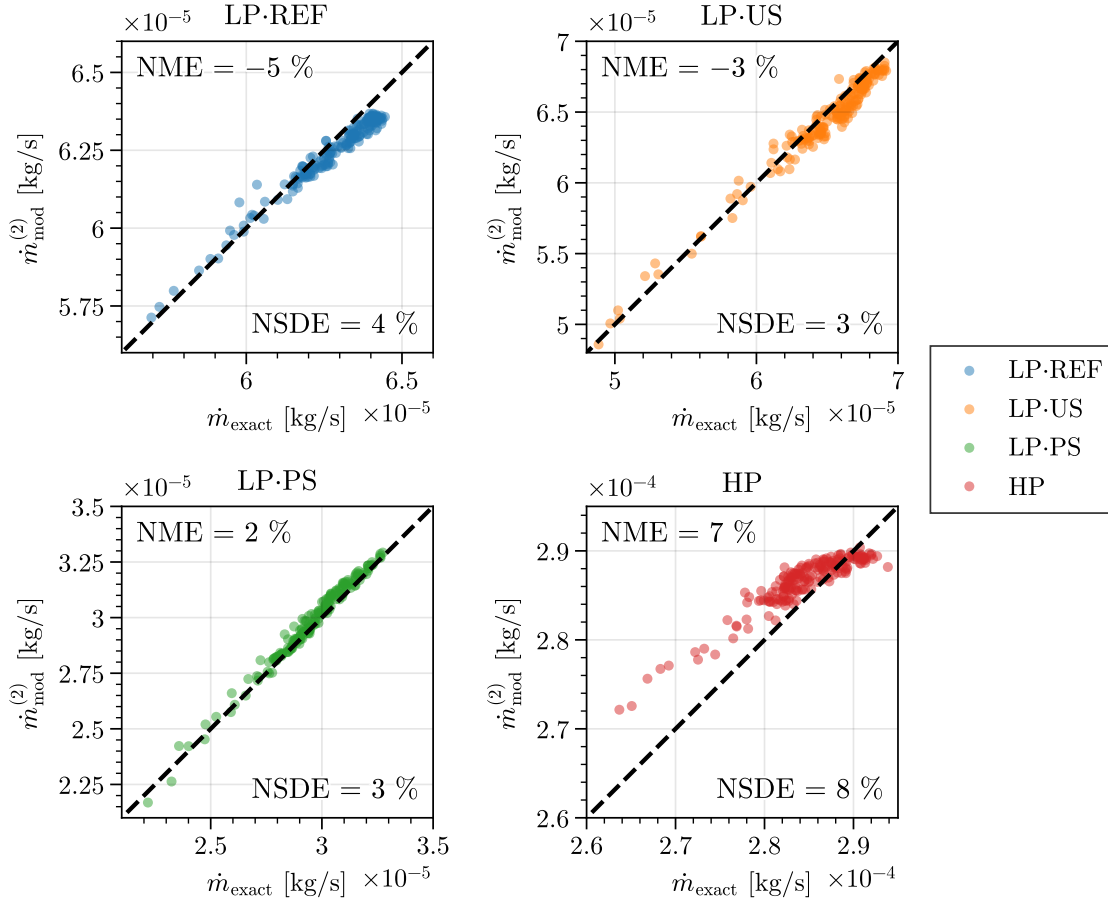 ×10⁻⁵
LP·REF
NME = −5 %
6.5
6.25
6
5.75
ṁ_mod^(2) [kg/s]
NSDE = 4 %
6
6.5
ṁ_exact [kg/s] ×10⁻⁵
×10⁻⁵
LP·US
NME = −3 %
7
6.5
6
5.5
5
ṁ_mod^(2) [kg/s]
NSDE = 3 %
5
6
7
ṁ_exact [kg/s] ×10⁻⁵
LP·REF
LP·US
LP·PS
HP
×10⁻⁵
LP·PS
NME = 2 %
3.5
3.25
3
2.75
2.5
2.25
ṁ_mod^(2) [kg/s]
NSDE = 3 %
2.5
3
3.5
ṁ_exact [kg/s] ×10⁻⁵
×10⁻⁴
HP
NME = 7 %
2.9
2.8
2.7
2.6
ṁ_mod^(2) [kg/s]
NSDE = 8 %
2.6
2.7
2.8
2.9
ṁ_exact [kg/s] ×10⁻⁴